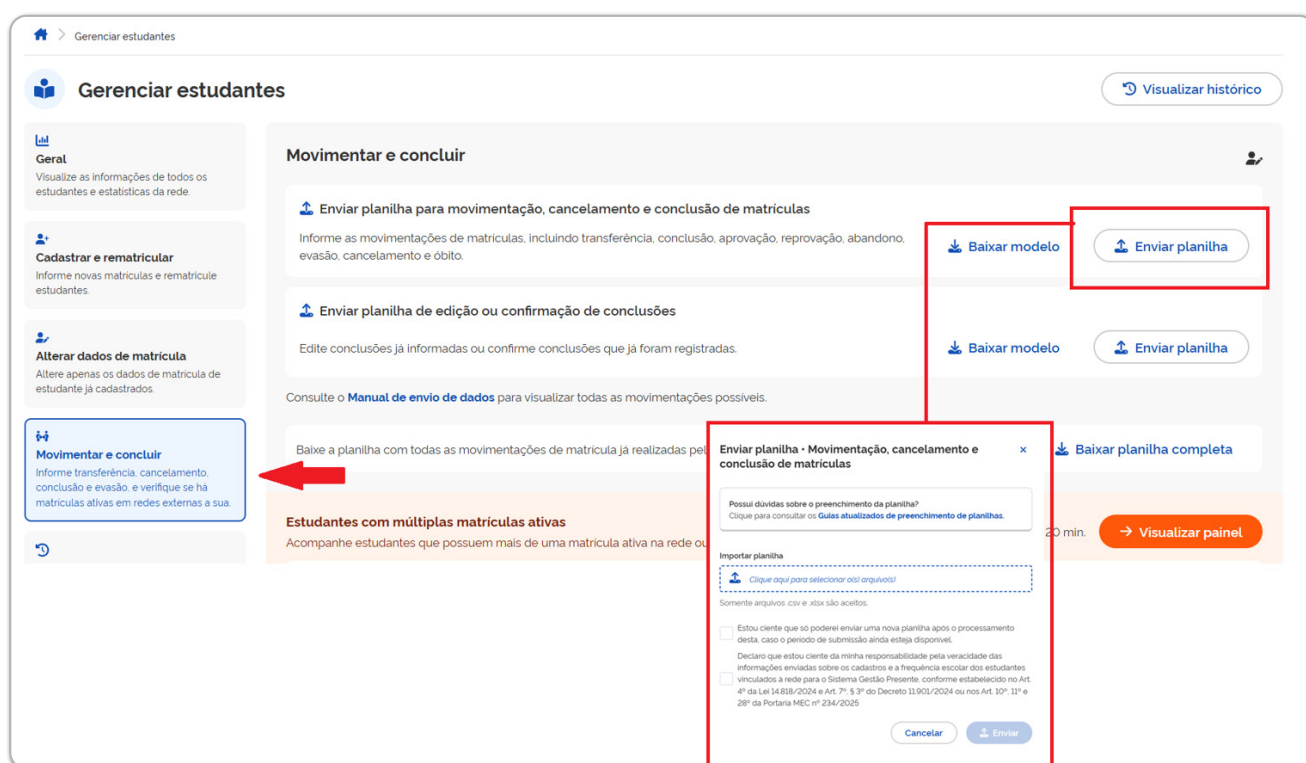 Gerenciar estudantes
Gerenciar estudantes
Visualizar histórico
Geral
Visualize as informações de todos os
estudantes e estatísticas da rede.
Cadastrar e rematricular
Informe novas matrículas e rematricule
estudantes.
Alterar dados de matrícula
Altere apenas os dados de matrícula de
estudante já cadastrados.
Movimentar e concluir
Informe transferência, cancelamento,
conclusão e evasão, e verifique se há
matrículas ativas em redes externas a sua.
Movimentar e concluir
Enviar planilha para movimentação, cancelamento e conclusão de matrículas
Informe as movimentações de matrículas, incluindo transferência, conclusão, aprovação, reprovação, abandono,
evasão, cancelamento e óbito.
Baixar modelo
Enviar planilha
Enviar planilha de edição ou confirmação de conclusões
Edite conclusões já informadas ou confirme conclusões que já foram registradas.
Baixar modelo
Enviar planilha
Consulte o Manual de envio de dados para visualizar todas as movimentações possíveis.
Baixe a planilha com todas as movimentações de matrícula já realizadas pel
Baixar planilha completa
Estudantes com múltiplas matrículas ativas
Acompanhe estudantes que possuem mais de uma matrícula ativa na rede ou
20 min.
Visualizar painel
Enviar planilha • Movimentação, cancelamento e
conclusão de matrículas
×
Possui dúvidas sobre o preenchimento da planilha?
Clique para consultar os Guias atualizados de preenchimento de planilhas.
Importar planilha
Clique aqui para selecionar o(s) arquivo(s)
Somente arquivos .csv e .xlsx são aceitos.
Estou ciente que só poderei enviar uma nova planilha após o processamento
desta, caso o período de submissão ainda esteja disponível.
Declaro que estou ciente da minha responsabilidade pela veracidade das
informações enviadas sobre os cadastros e a frequência escolar dos estudantes
vinculados à rede para o Sistema Gestão Presente, conforme estabelecido no Art.
4º da Lei 14.818/2024 e Art. 7º, § 3º do Decreto 11.901/2024 ou nos Art. 10º, 11º e
28º da Portaria MEC nº 234/2025
Cancelar
Enviar